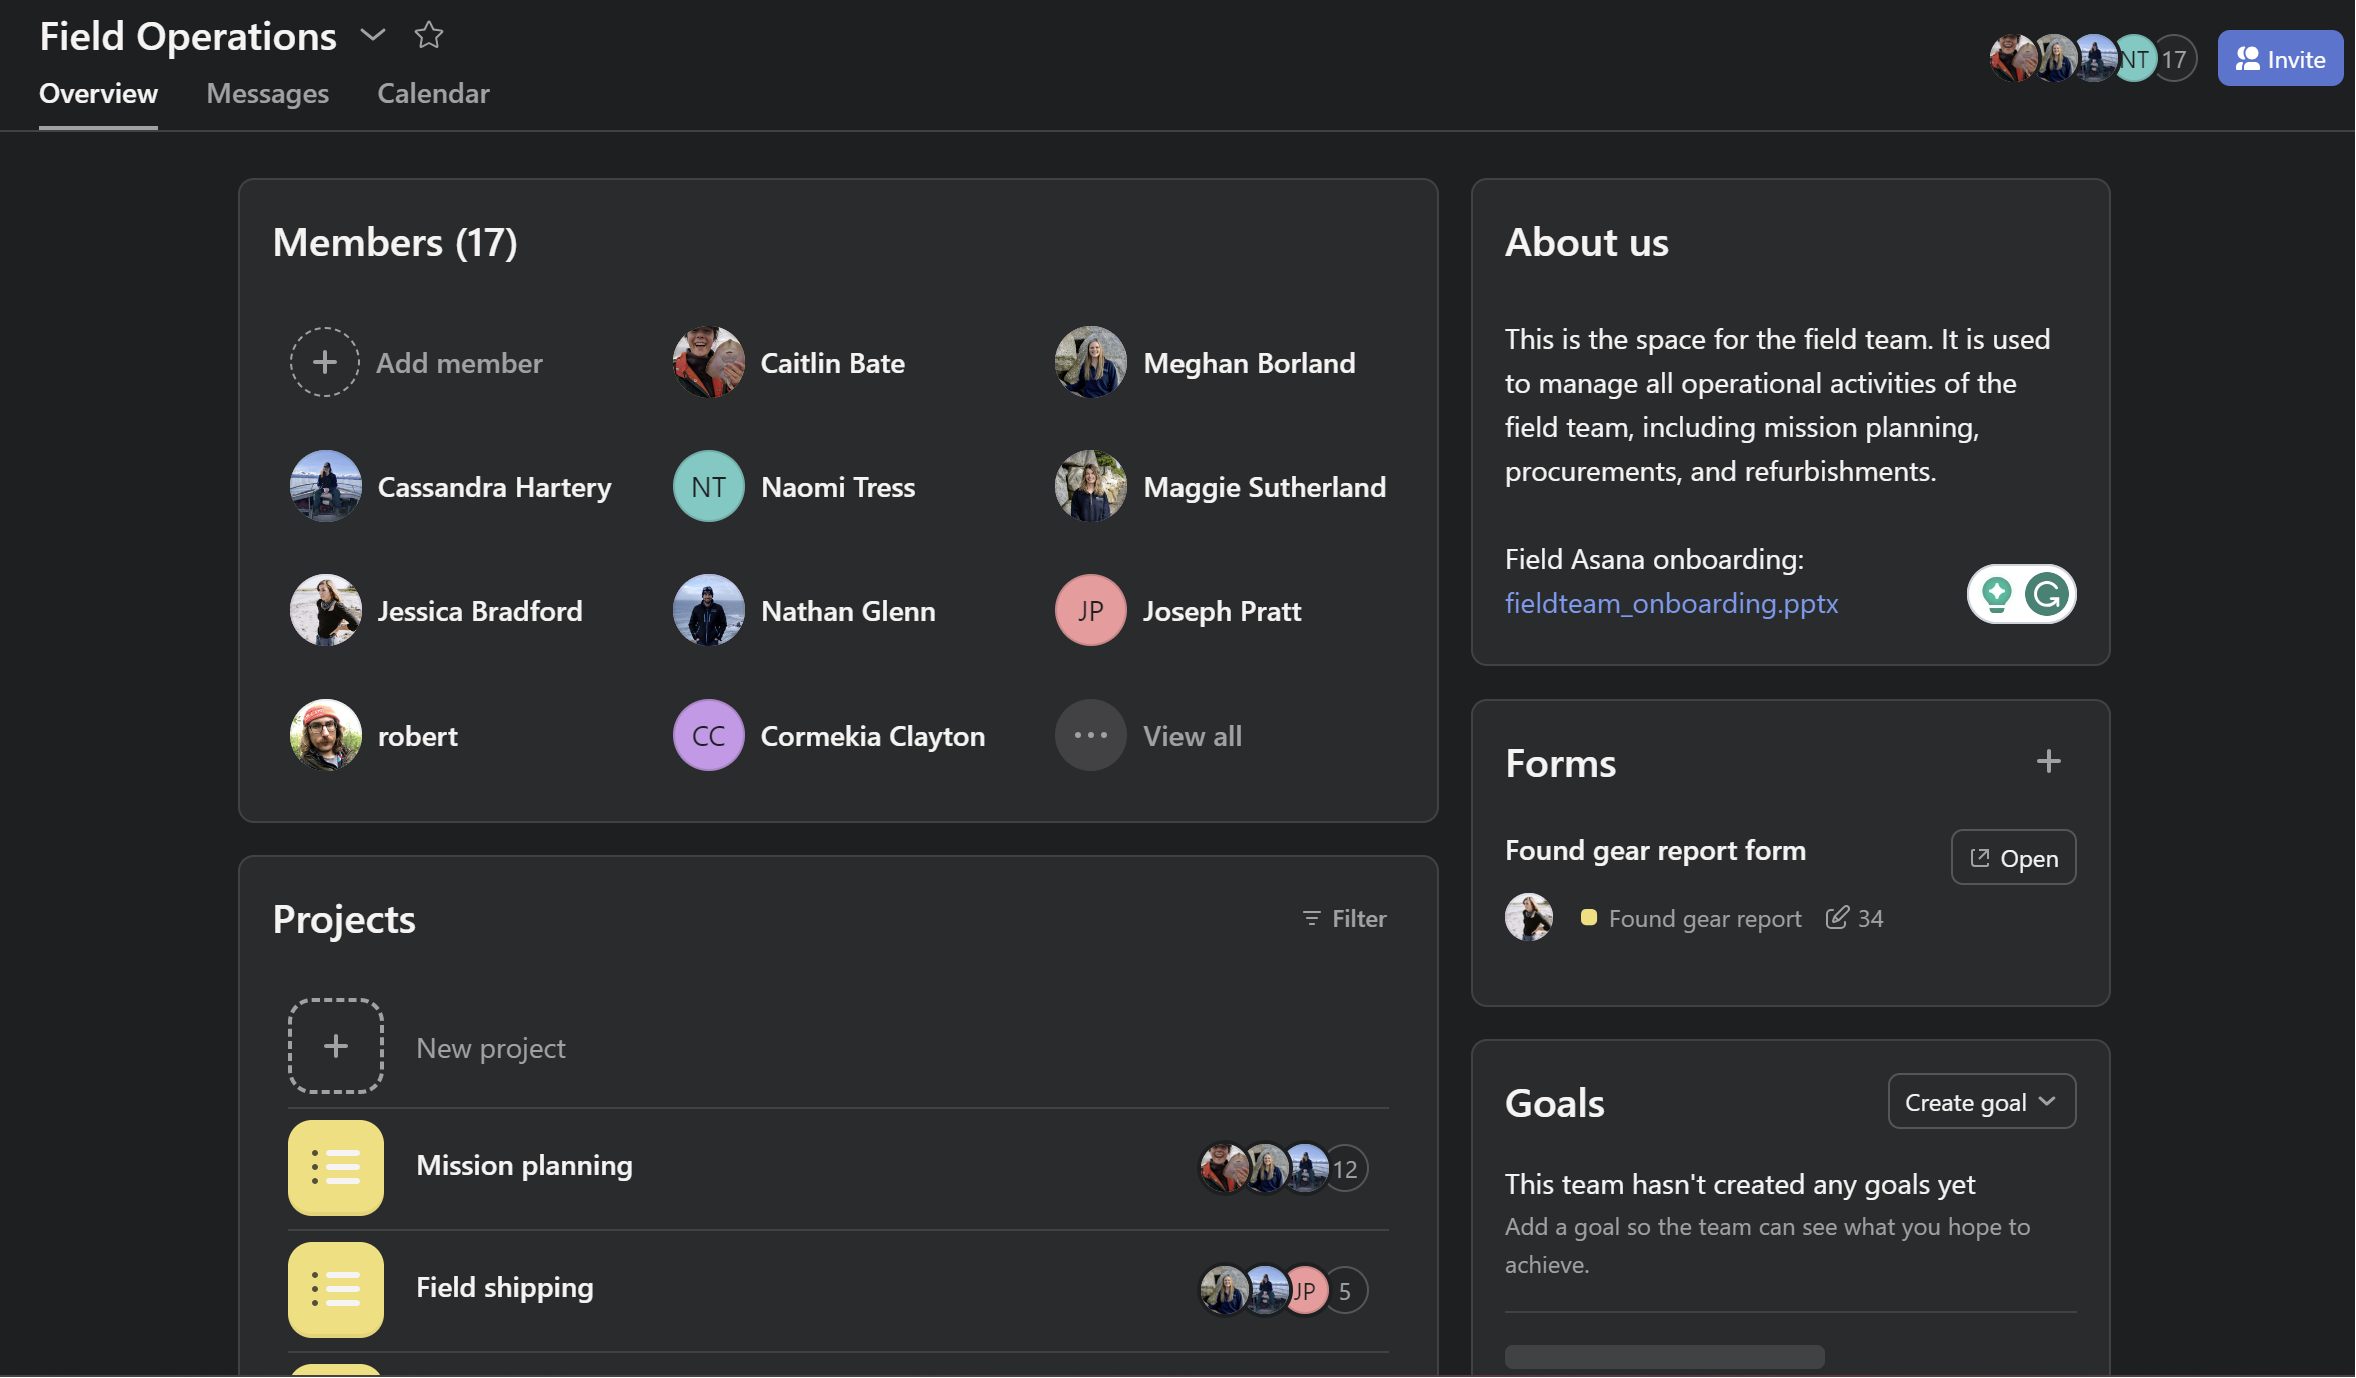 Field Operations
Overview Messages Calendar
NT 17 Invite
Members (17)
Add member
Caitlin Bate
Meghan Borland
Cassandra Hartery
NT Naomi Tress
Maggie Sutherland
Jessica Bradford
Nathan Glenn
JP Joseph Pratt
robert
CC Cormekia Clayton
View all
Projects
Filter
New project
Mission planning
12
Field shipping
JP 5
About us
This is the space for the field team. It is used
to manage all operational activities of the
field team, including mission planning,
procurements, and refurbishments.
Field Asana onboarding:
fieldteam_onboarding.pptx
Forms
Found gear report form
Open
Found gear report 34
Goals
Create goal
This team hasn't created any goals yet
Add a goal so the team can see what you hope to
achieve.